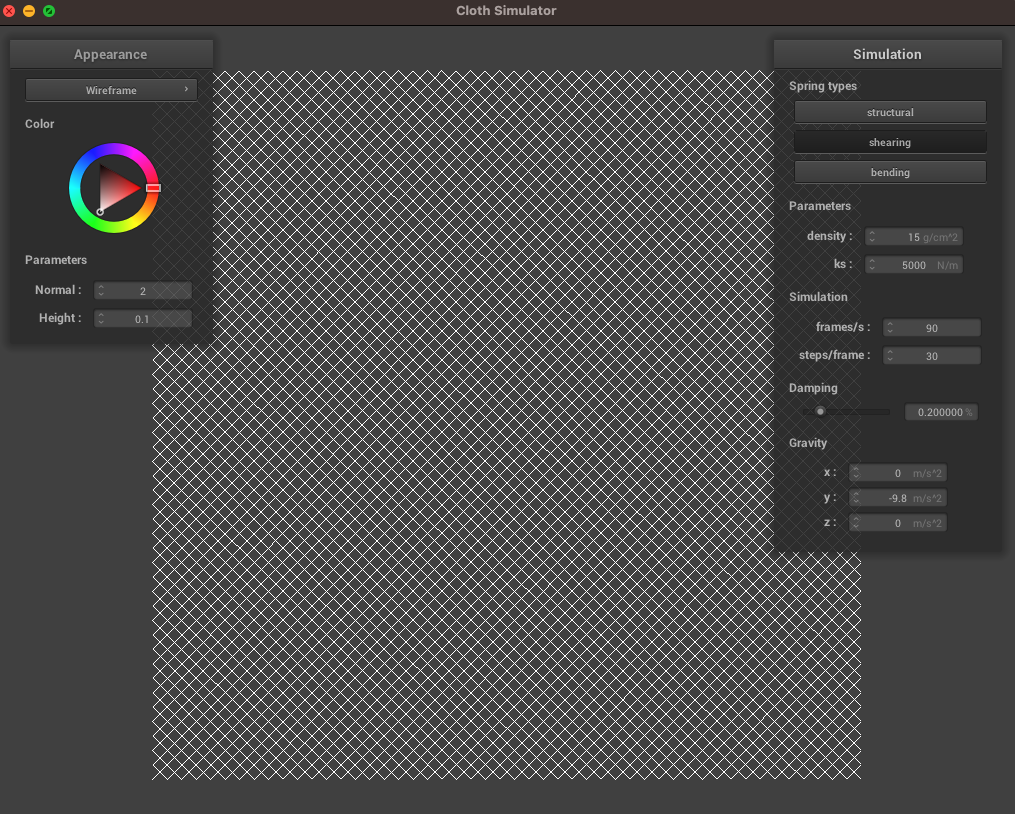 Cloth Simulator
Appearance
Wireframe
Color
Parameters
Normal : 2
Height : 0.1
Simulation
Spring types
structural
shearing
bending
Parameters
density : 15 g/cm^2
ks : 5000 N/m
Simulation
frames/s : 90
steps/frame : 30
Damping
0.200000 %
Gravity
x : 0 m/s^2
y : -9.8 m/s^2
z : 0 m/s^2